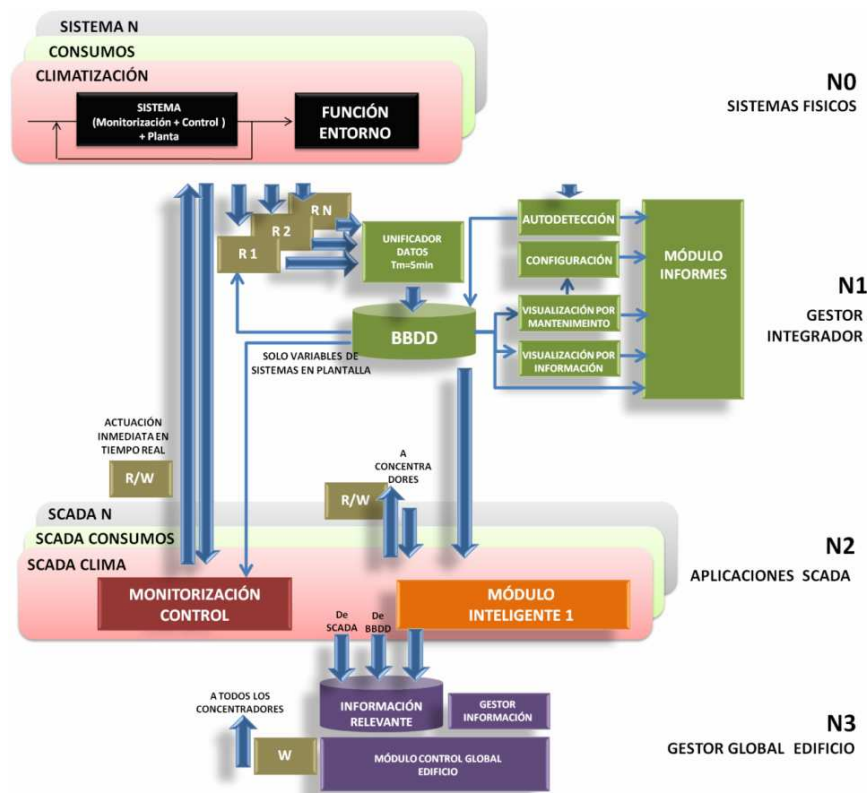 SISTEMA N
CONSUMOS
CLIMATIZACIÓN
SISTEMA
(Monitorización + Control )
+ Planta
FUNCIÓN
ENTORNO
N0
SISTEMAS FISICOS
R N
R 2
R 1
UNIFICADOR
DATOS
Tm=5min
BBDD
SOLO VARIABLES DE
SISTEMAS EN PLANTALLA
AUTODETECCIÓN
CONFIGURACIÓN
VISUALIZACIÓN POR
MANTENIMEINTO
VISUALIZACIÓN POR
INFORMACIÓN
MÓDULO
INFORMES
N1
GESTOR
INTEGRADOR
ACTUACIÓN
INMEDIATA EN
TIEMPO REAL
R/W
A
CONCENTRA
DORES
R/W
SCADA N
SCADA CONSUMOS
SCADA CLIMA
MONITORIZACIÓN
CONTROL
MÓDULO
INTELIGENTE 1
N2
APLICACIONES SCADA
De
SCADA
De
BBDD
A TODOS LOS
CONCENTRADORES
W
INFORMACIÓN
RELEVANTE
GESTOR
INFORMACIÓN
MÓDULO CONTROL GLOBAL
EDIFICIO
N3
GESTOR GLOBAL EDIFICIO